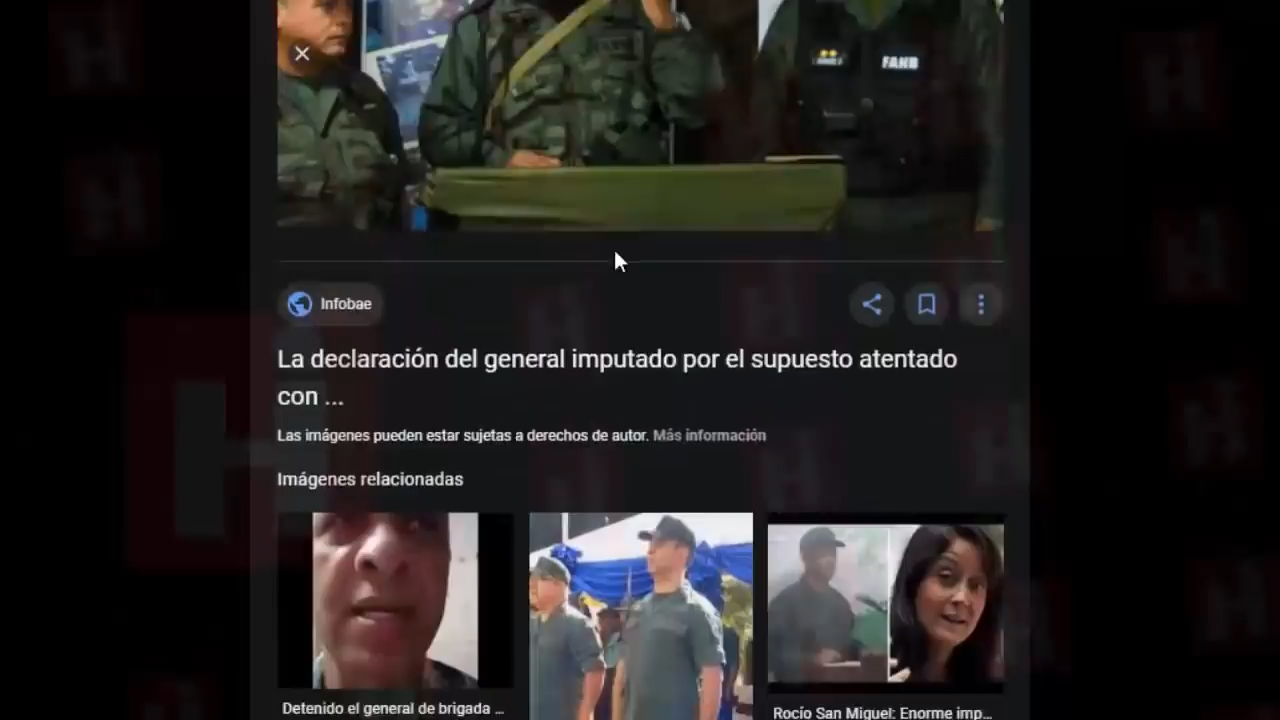 FANB
Infobae
La declaración del general imputado por el supuesto atentado
con ...
Las imágenes pueden estar sujetas a derechos de autor. Más información
Imágenes relacionadas
Detenido el general de brigada ...
Rocío San Miguel: Enorme imp...